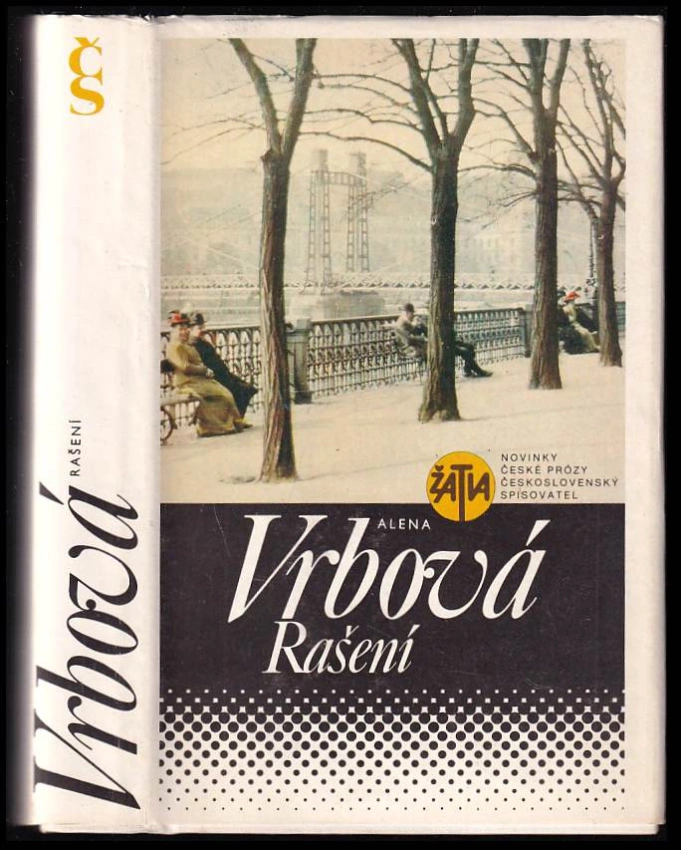 ČS
RAŠENÍ
Vrbová
ŽATVA
NOVINKY
ČESKÉ PRÓZY
ČESKOSLOVENSKÝ
SPISOVATEL
ALENA
Vrbová
Rašení